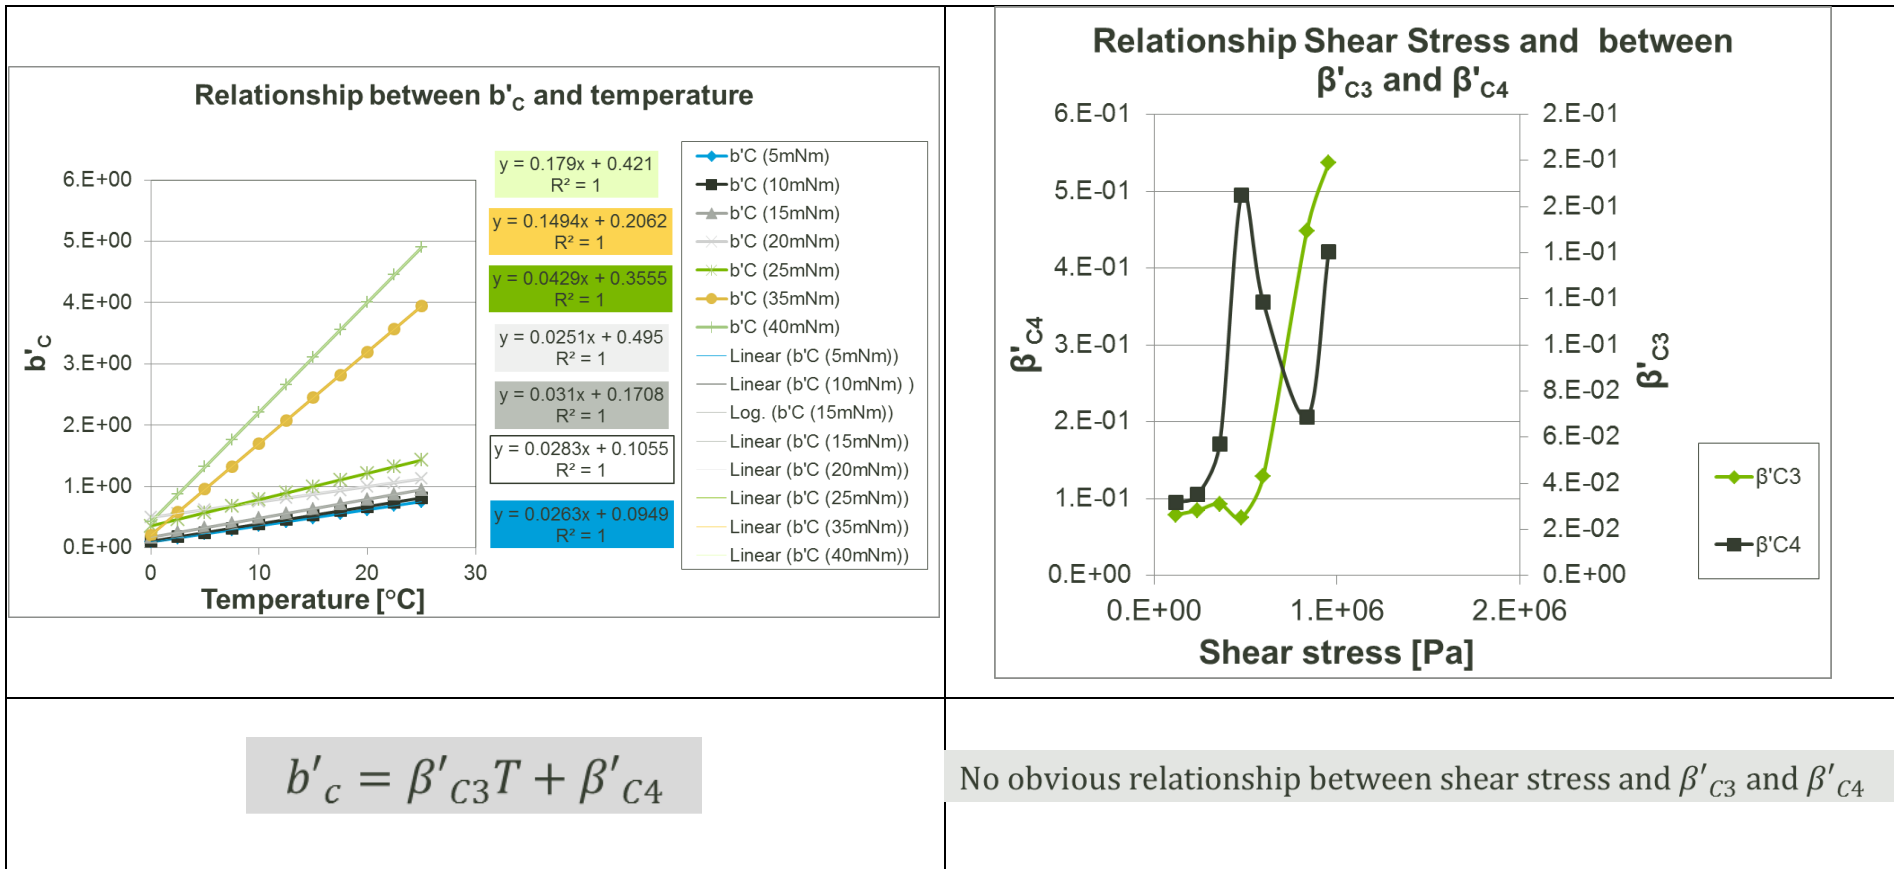 Relationship between b'C and temperature
6.E+00
5.E+00
4.E+00
3.E+00
2.E+00
1.E+00
0.E+00
b'C
0 10 20 30
Temperature [°C]
y = 0.179x + 0.421
R² = 1
y = 0.1494x + 0.2062
R² = 1
y = 0.0429x + 0.3555
R² = 1
y = 0.0251x + 0.495
R² = 1
y = 0.031x + 0.1708
R² = 1
y = 0.0283x + 0.1055
R² = 1
y = 0.0263x + 0.0949
R² = 1
b'C (5mNm)
b'C (10mNm)
b'C (15mNm)
b'C (20mNm)
b'C (25mNm)
b'C (35mNm)
b'C (40mNm)
Linear (b'C (5mNm))
Linear (b'C (10mNm) )
Log. (b'C (15mNm))
Linear (b'C (15mNm))
Linear (b'C (20mNm))
Linear (b'C (25mNm))
Linear (b'C (35mNm))
Linear (b'C (40mNm))
Relationship Shear Stress and between
β'C3 and β'C4
6.E-01
5.E-01
4.E-01
3.E-01
2.E-01
1.E-01
0.E+00
β'C4
2.E-01
2.E-01
2.E-01
1.E-01
1.E-01
1.E-01
8.E-02
6.E-02
4.E-02
2.E-02
0.E+00
β'C3
0.E+00 1.E+06 2.E+06
Shear stress [Pa]
β'C3
β'C4
b′c = β′C3T + β′C4
No obvious relationship between shear stress and β′C3 and β′C4